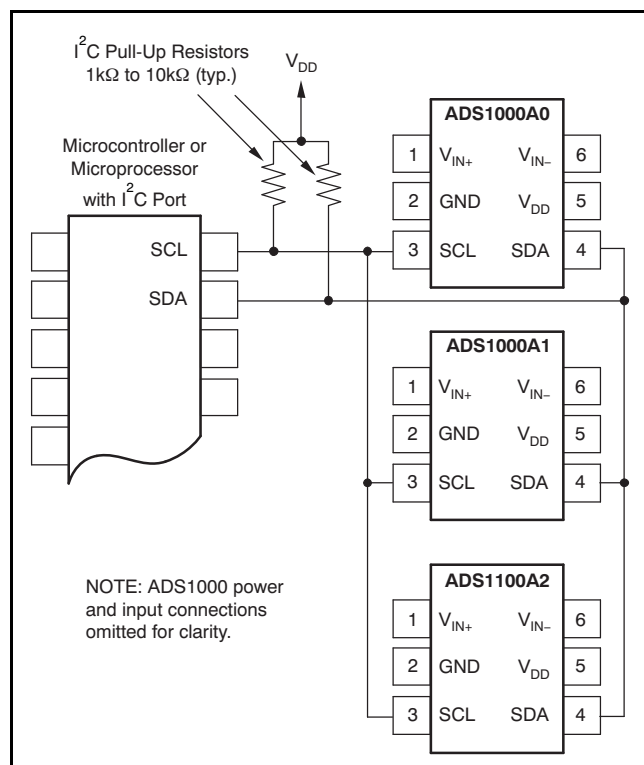 I²C Pull-Up Resistors
1kΩ to 10kΩ (typ.)
V_DD
Microcontroller or
Microprocessor
with I²C Port
SCL
SDA
ADS1000A0
1 V_IN+ V_IN– 6
2 GND V_DD 5
3 SCL SDA 4
ADS1000A1
1 V_IN+ V_IN– 6
2 GND V_DD 5
3 SCL SDA 4
ADS1100A2
1 V_IN+ V_IN– 6
2 GND V_DD 5
3 SCL SDA 4
NOTE: ADS1000 power
and input connections
omitted for clarity.